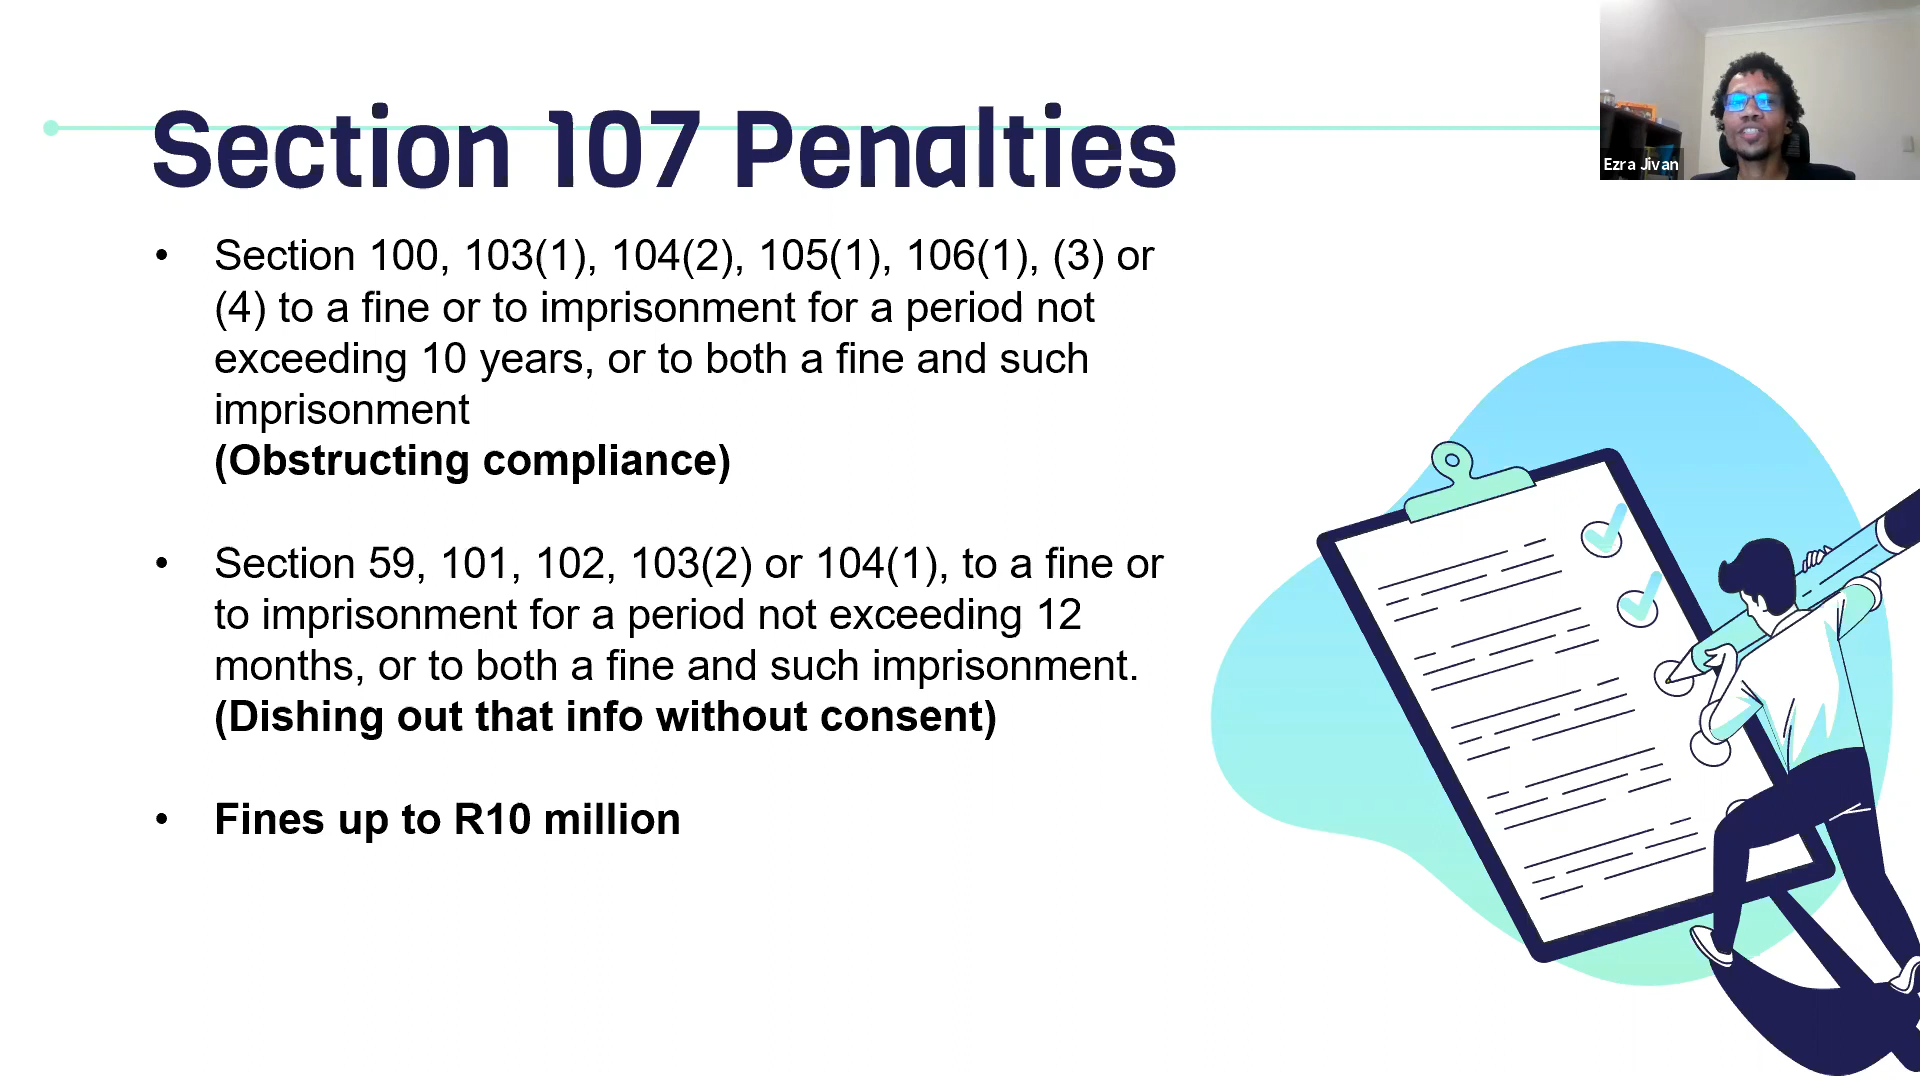 Section 107 Penalties
Ezra Jivan
• Section 100, 103(1), 104(2), 105(1), 106(1), (3) or
(4) to a fine or to imprisonment for a period not
exceeding 10 years, or to both a fine and such
imprisonment
(Obstructing compliance)
• Section 59, 101, 102, 103(2) or 104(1), to a fine or
to imprisonment for a period not exceeding 12
months, or to both a fine and such imprisonment.
(Dishing out that info without consent)
• Fines up to R10 million